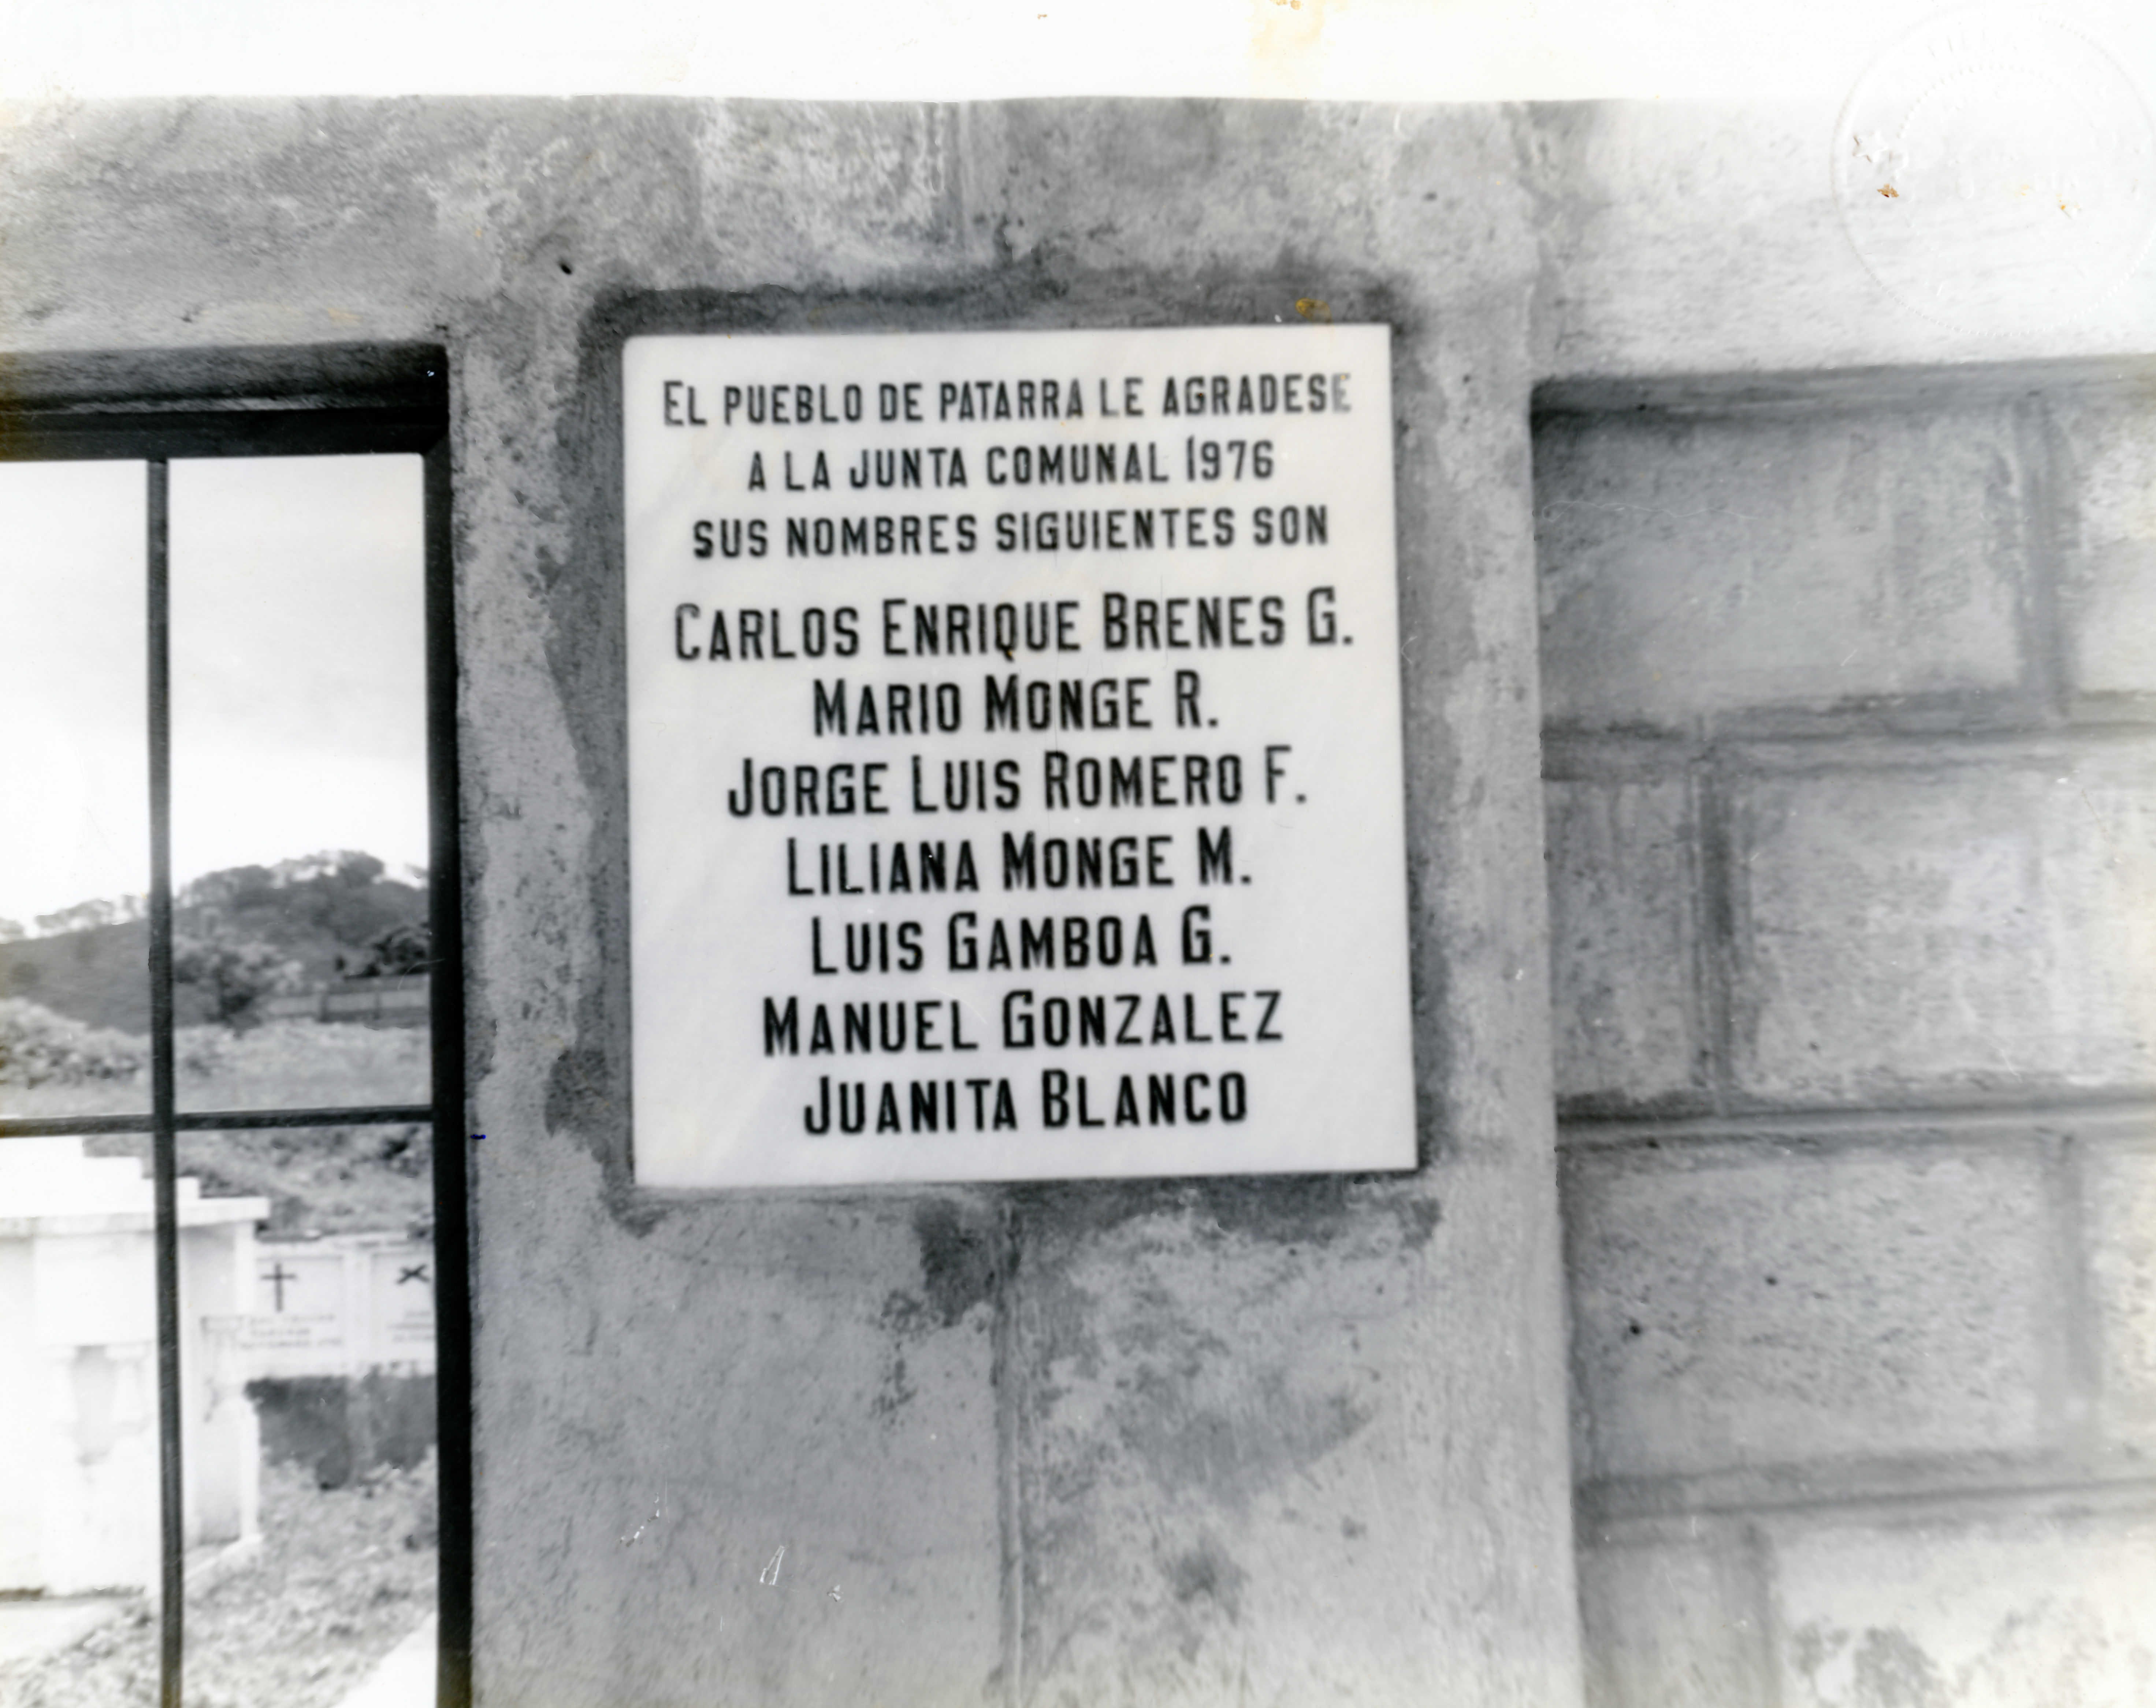 EL PUEBLO DE PATARRA LE AGRADESE
A LA JUNTA COMUNAL 1976
SUS NOMBRES SIGUIENTES SON
CARLOS ENRIQUE BRENES G.
MARIO MONGE R.
JORGE LUIS ROMERO F.
LILIANA MONGE M.
LUIS GAMBOA G.
MANUEL GONZALEZ
JUANITA BLANCO